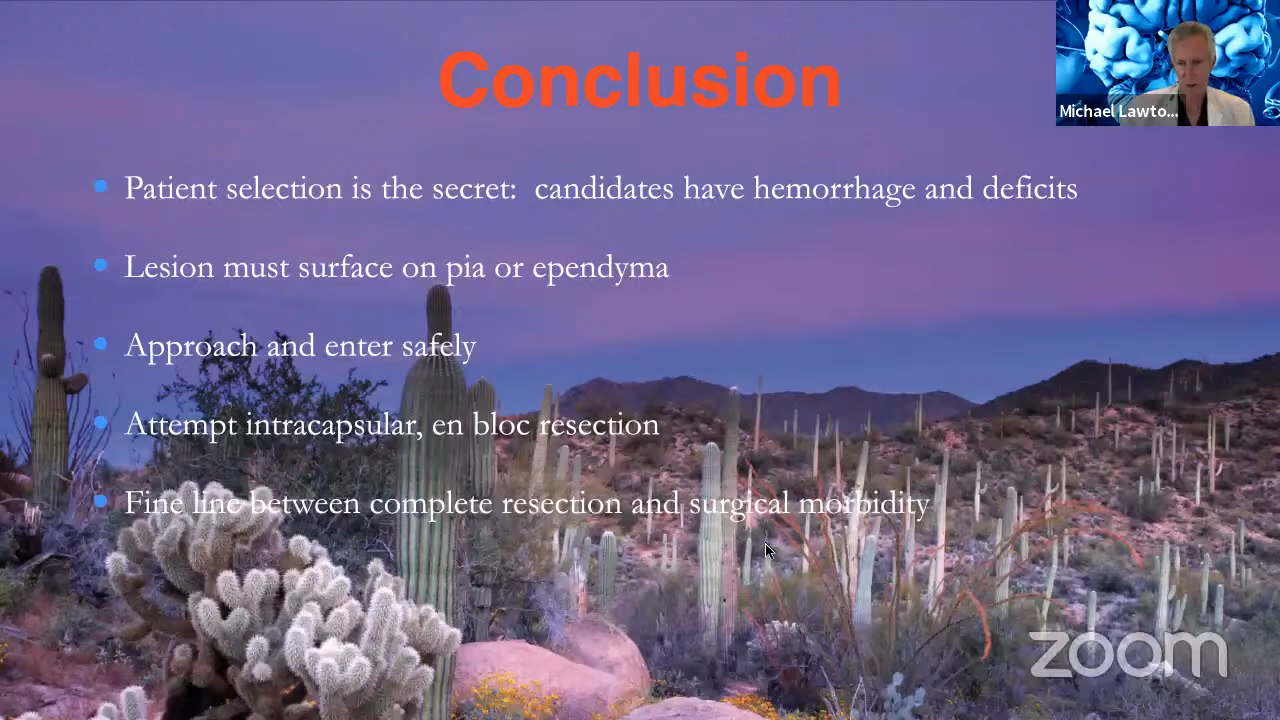 Conclusion
Michael Lawto...
Patient selection is the secret:  candidates have hemorrhage and deficits
Lesion must surface on pia or ependyma
Approach and enter safely
Attempt intracapsular, en bloc resection
Fine line between complete resection and surgical morbidity
zoom